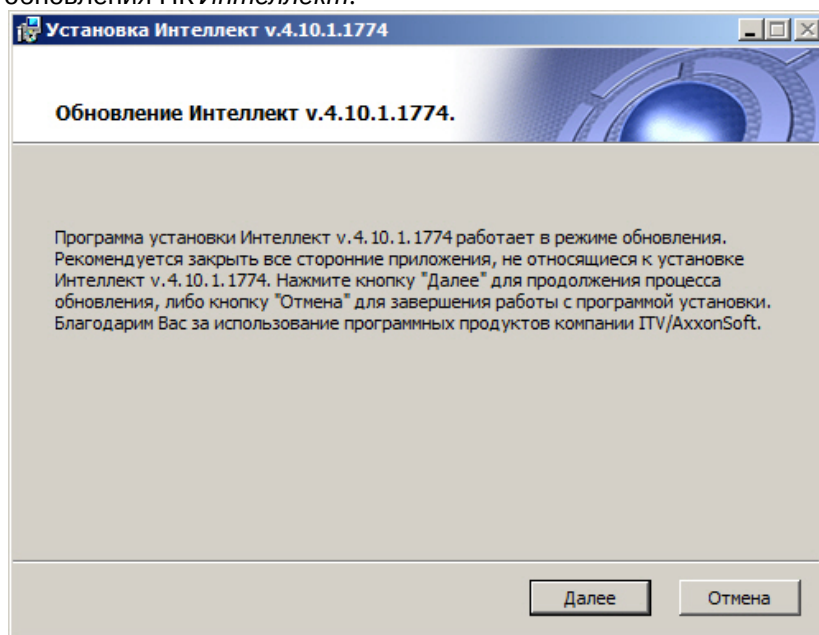 обновления ПК Интеллект.
Установка Интеллект v.4.10.1.1774
Обновление Интеллект v.4.10.1.1774.
Программа установки Интеллект v.4.10.1.1774 работает в режиме обновления.
Рекомендуется закрыть все сторонние приложения, не относящиеся к установке
Интеллект v.4.10.1.1774. Нажмите кнопку "Далее" для продолжения процесса
обновления, либо кнопку "Отмена" для завершения работы с программой установки.
Благодарим Вас за использование программных продуктов компании ITV/AxxonSoft.
Далее
Отмена